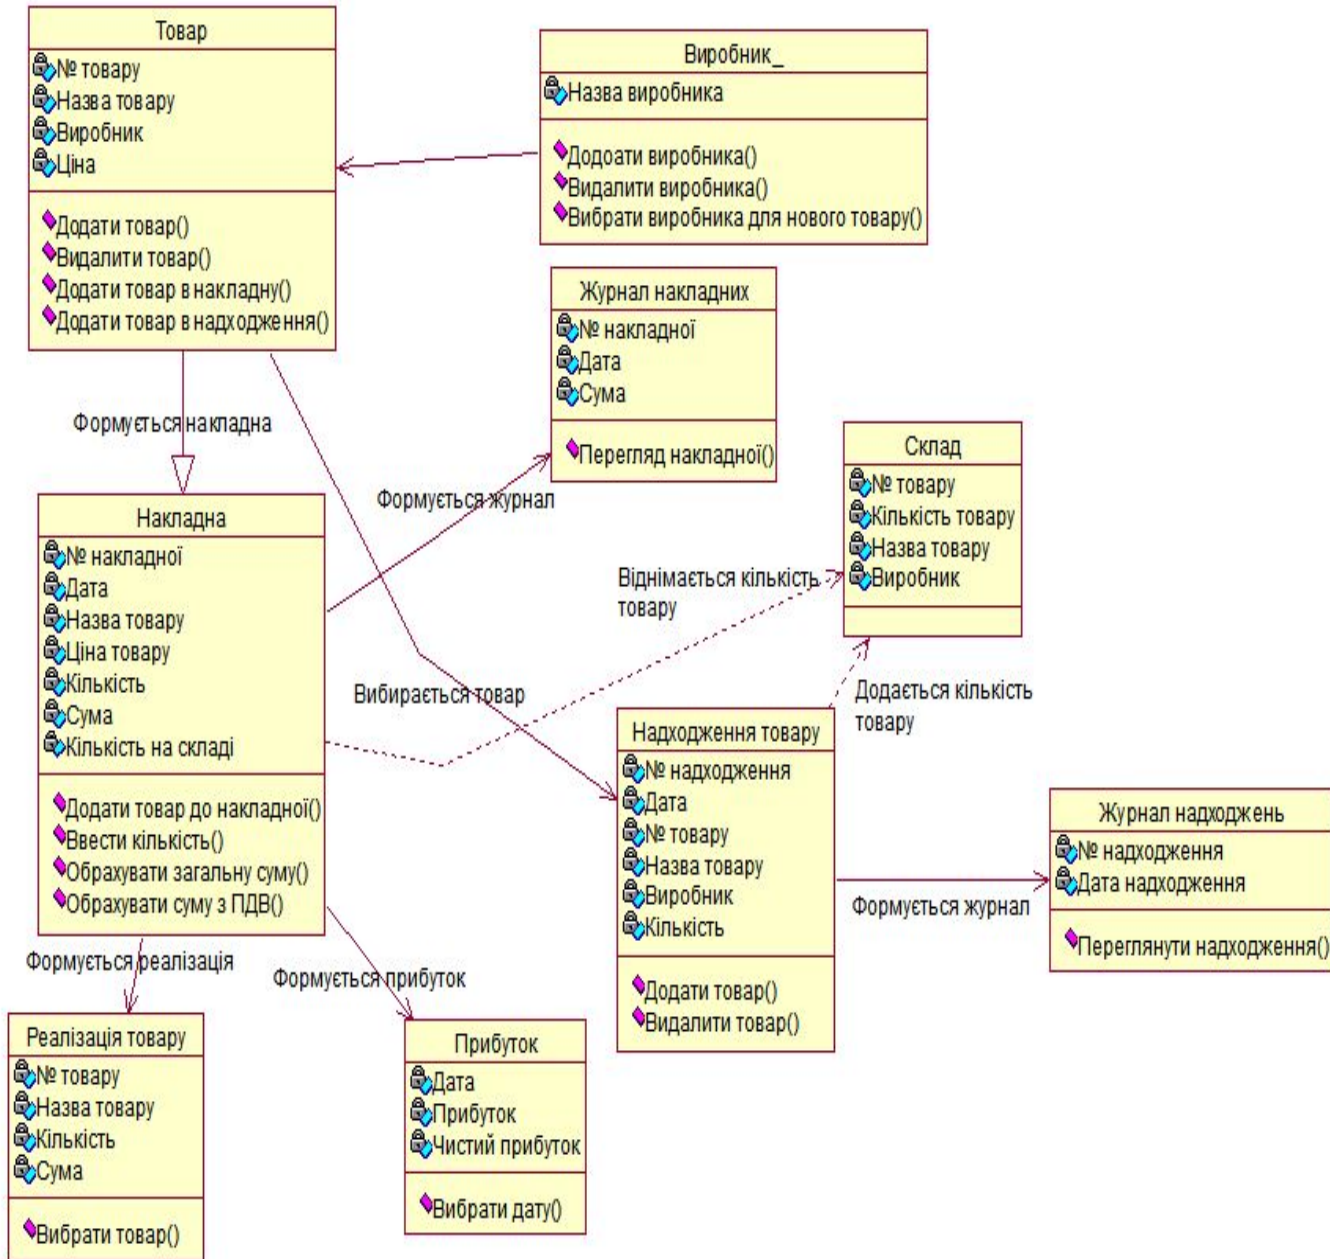 Товар
№ товару
Назва товару
Виробник
Ціна
Додати товар()
Видалити товар()
Додати товар в накладну()
Додати товар в надходження()
Виробник_
Назва виробника
Додоати виробника()
Видалити виробника()
Вибрати виробника для нового товару()
Журнал накладних
№ накладної
Дата
Сума
Перегляд накладної()
Формується накладна
Формується журнал
Склад
№ товару
Кількість товару
Назва товару
Виробник
Накладна
№ накладної
Дата
Назва товару
Ціна товару
Кількість
Сума
Кількість на складі
Додати товар до накладної()
Ввести кількість()
Обрахувати загальну суму()
Обрахувати суму з ПДВ()
Віднімається кількість
товару
Вибирається товар
Додається кількість
товару
Надходження товару
№ надходження
Дата
№ товару
Назва товару
Виробник
Кількість
Додати товар()
Видалити товар()
Формується журнал
Журнал надходжень
№ надходження
Дата надходження
Переглянути надходження()
Формується реалізація
Формується прибуток
Реалізація товару
№ товару
Назва товару
Кількість
Сума
Вибрати товар()
Прибуток
Дата
Прибуток
Чистий прибуток
Вибрати дату()